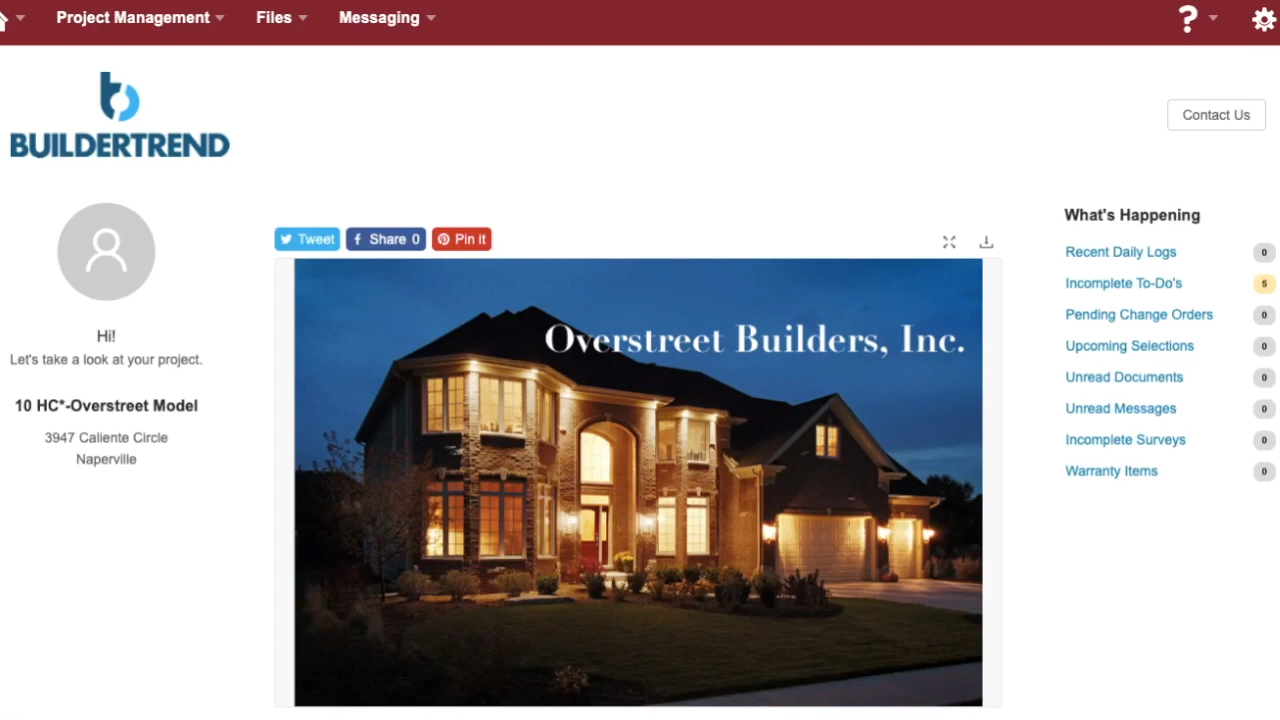 Project Management
Files
Messaging
?
BUILDERTREND
Contact Us
Tweet
f Share 0
Pin it
What's Happening
Recent Daily Logs 0
Incomplete To-Do's 5
Pending Change Orders 0
Upcoming Selections 0
Unread Documents 0
Unread Messages 0
Incomplete Surveys 0
Warranty Items 0
Hi!
Let's take a look at your project.
10 HC*-Overstreet Model
3947 Caliente Circle
Naperville
Overstreet Builders, Inc.